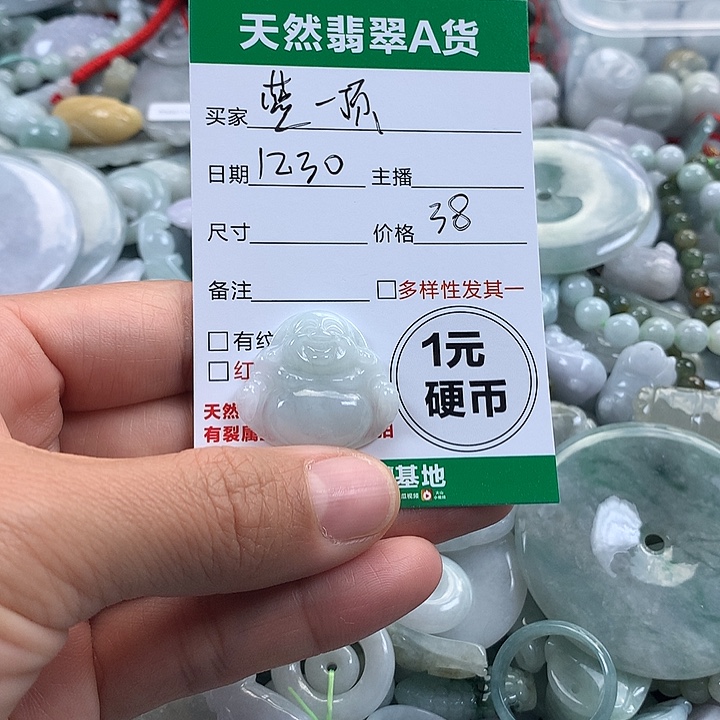 天然翡翠A货
买家
日期 1230 主播
尺寸 价格 38
备注 □多样性发其一
□有纹
□红
1元
硬币
天然
有裂属
基地